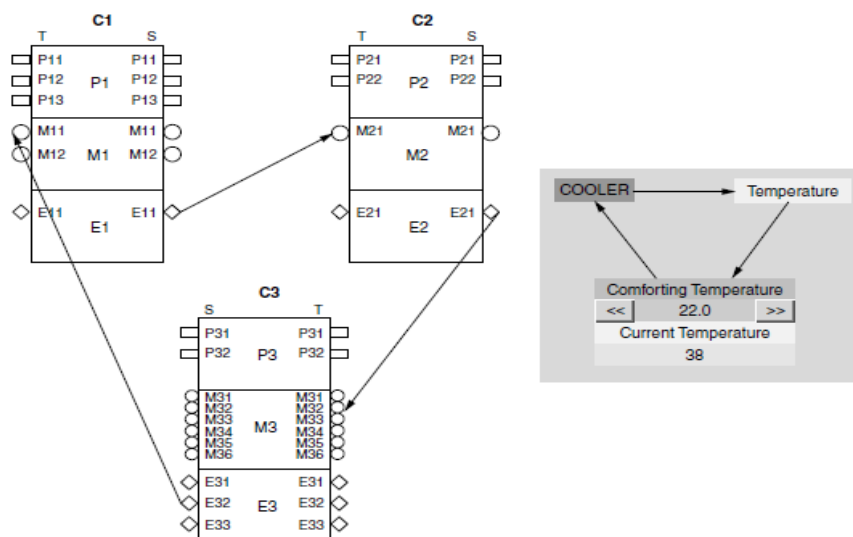 C1
T S
P11 P11
P12 P1 P12
P13 P13
M11 M11
M12 M1 M12
E11 E11
E1
C2
T S
P21 P21
P22 P2 P22
M21 M21
M2
E21 E21
E2
COOLER Temperature
Comforting Temperature
<< 22.0 >>
Current Temperature
38
C3
S T
P31 P31
P32 P3 P32
M31 M31
M32 M32
M33 M3 M33
M34 M34
M35 M35
M36 M36
E31 E31
E32 E3 E32
E33 E33